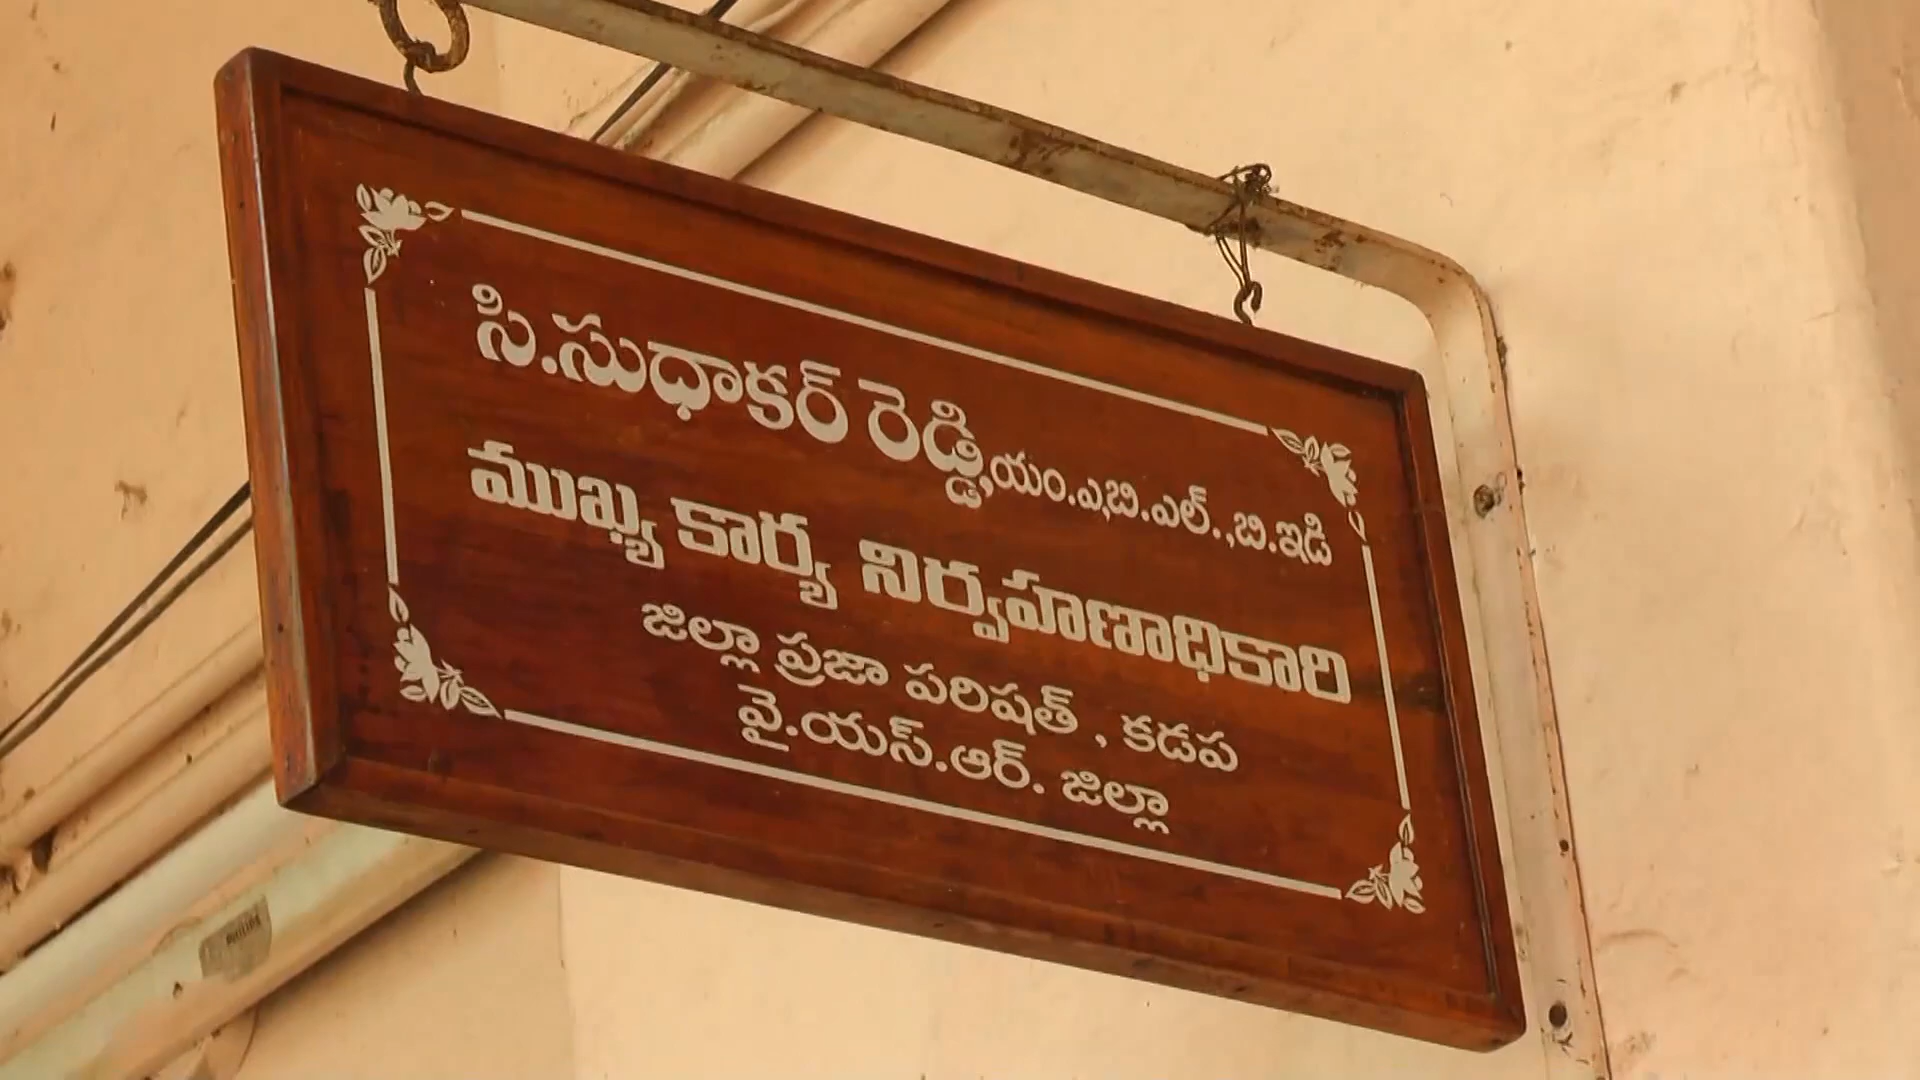 సి.సుధాకర్ రెడ్డి,యం.ఎ,బి.ఎల్.,బి.ఇడి
ముఖ్య కార్య నిర్వహణాధికారి
జిల్లా ప్రజా పరిషత్ , కడప
వై.యస్.ఆర్. జిల్లా